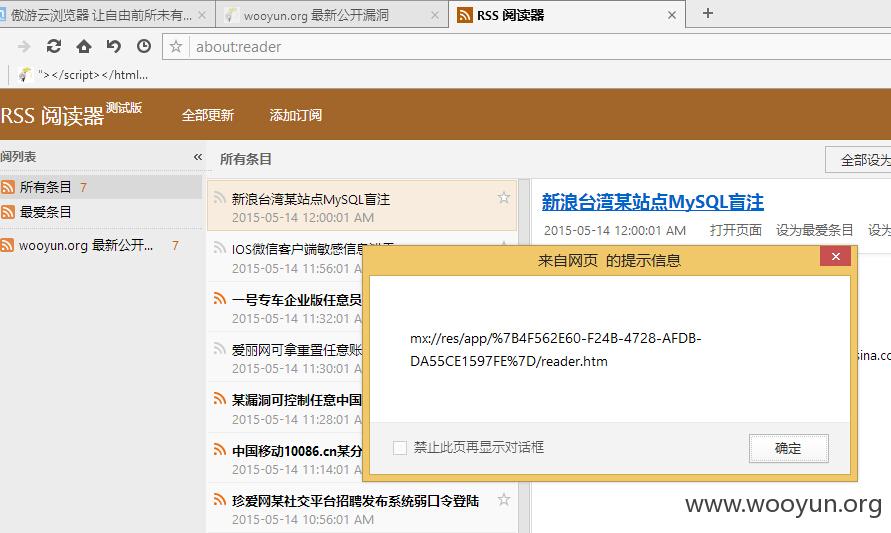 傲游云浏览器 让自由前所未有...
wooyun.org 最新公开漏洞
RSS 阅读器
about:reader
"></script></html...
RSS 阅读器 测试版
全部更新
添加订阅
阅列表
«
所有条目
全部设为
所有条目 7
最爱条目
wooyun.org 最新公开... 7
新浪台湾某站点MySQL盲注
2015-05-14 12:00:01 AM
IOS微信客户端敏感信息
2015-05-14 11:56:01 A
一号专车企业版任意员
2015-05-14 11:32:01 A
爱丽网可拿重置任意账
2015-05-14 11:30:01 A
某漏洞可控制任意中国
2015-05-14 11:28:01 A
中国移动10086.cn某分
2015-05-14 11:14:01 A
珍爱网某社交平台招聘发布系统弱口令登陆
2015-05-14 10:56:01 AM
新浪台湾某站点MySQL盲注
2015-05-14 12:00:01 AM 打开页面 设为最爱条目 设为
sina.co
来自网页 的提示信息
mx://res/app/%7B4F562E60-F24B-4728-AFDB-
DA55CE1597FE%7D/reader.htm
禁止此页再显示对话框
确定
www.wooyun.org